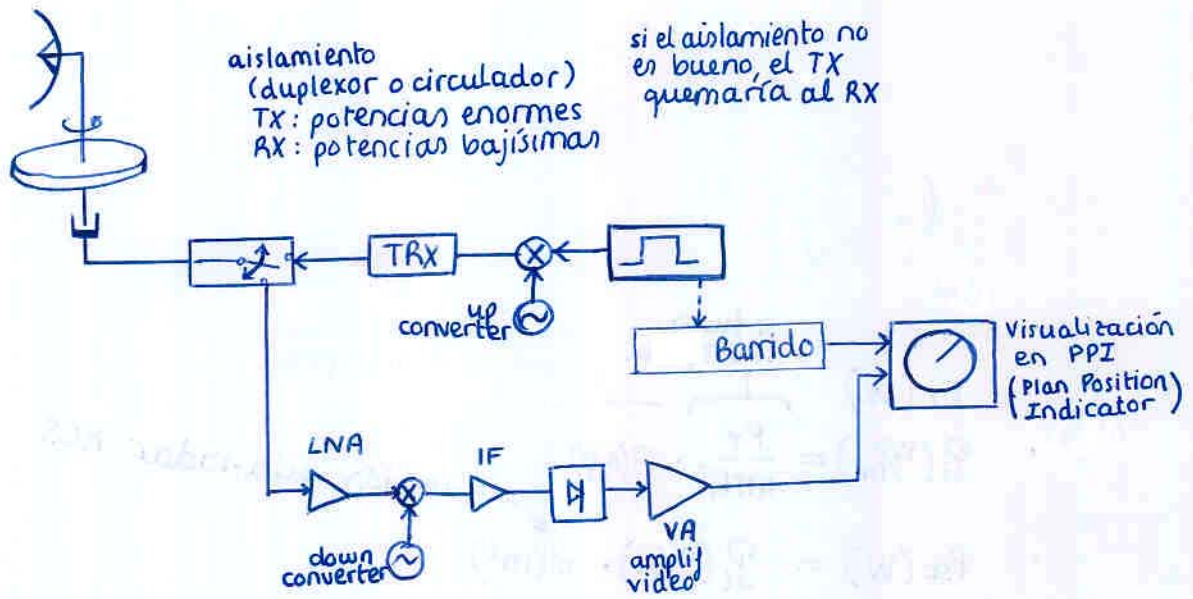 aislamiento
(duplexor o circulador)
TX: potencias enormes
RX: potencias bajísimas
si el aislamiento no
es bueno, el TX
quemaría al RX
TRX
up
converter
Barrido
Visualización
en PPI
(Plan Position
Indicator)
LNA
IF
down
converter
VA
amplif
video